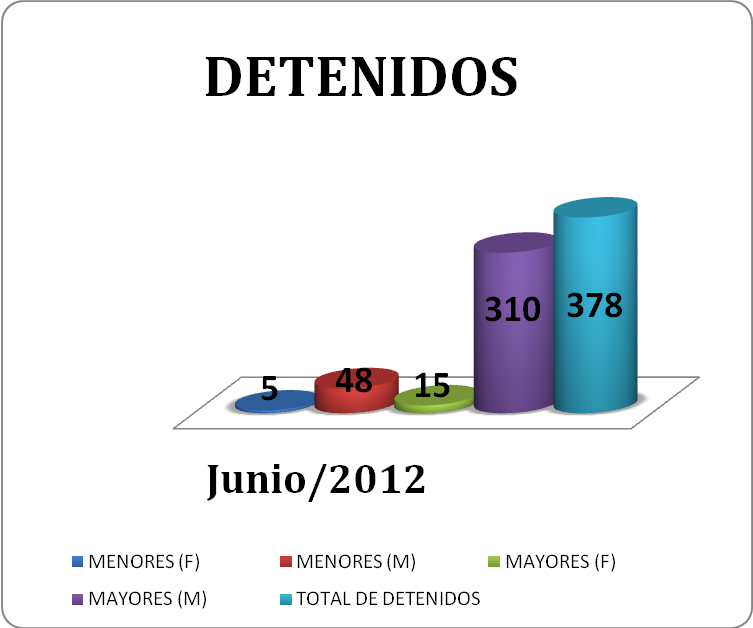 DETENIDOS
5 48 15 310 378
Junio/2012
MENORES (F) MENORES (M) MAYORES (F)
MAYORES (M) TOTAL DE DETENIDOS